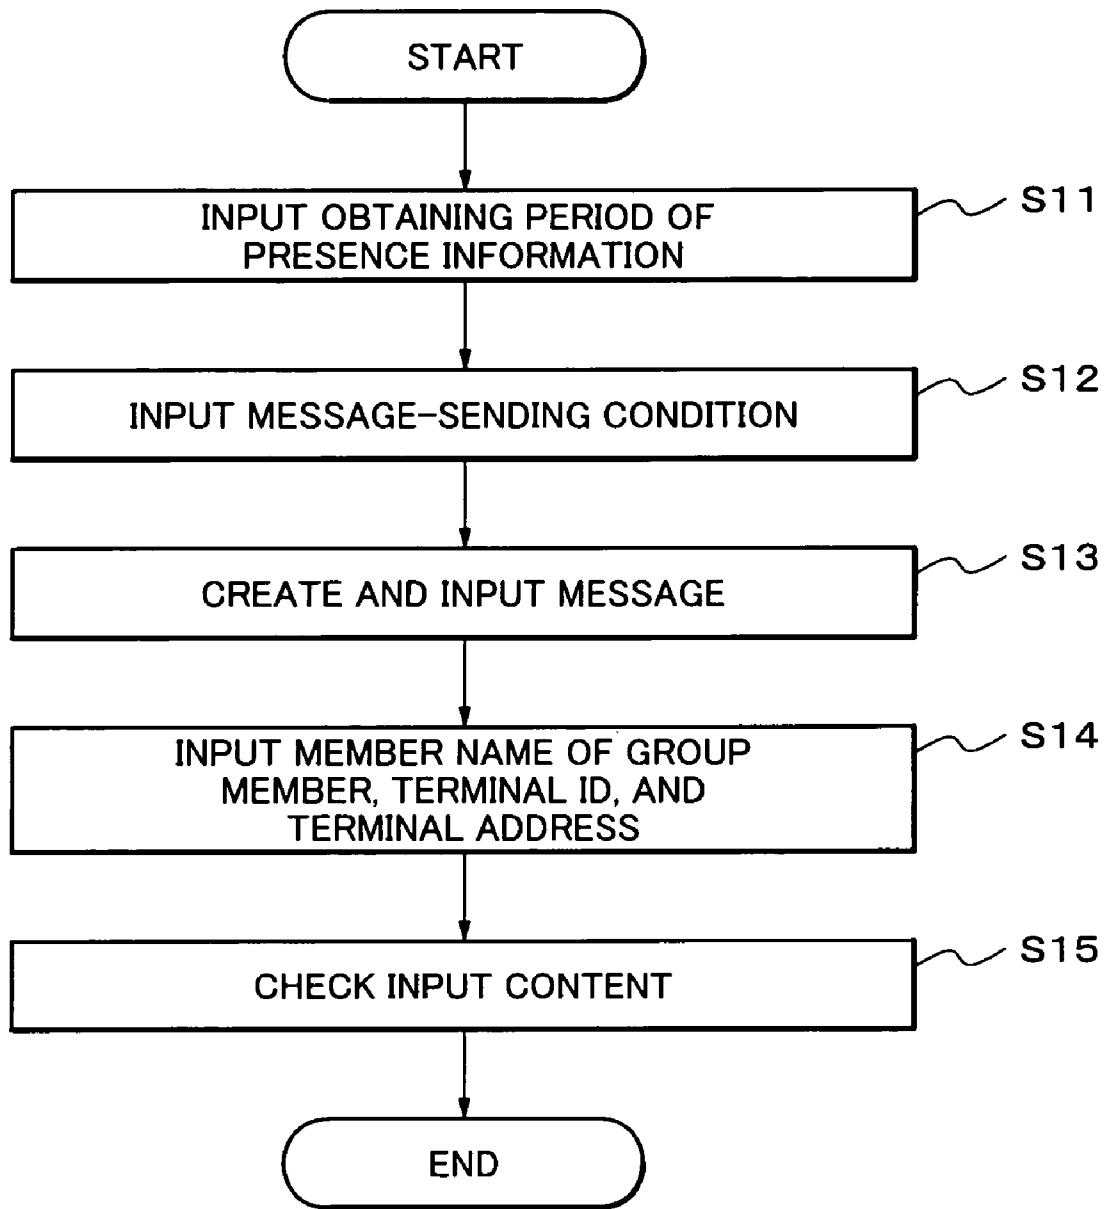 START
INPUT OBTAINING PERIOD OF
PRESENCE INFORMATION
S11
INPUT MESSAGE-SENDING CONDITION
S12
CREATE AND INPUT MESSAGE
S13
INPUT MEMBER NAME OF GROUP
MEMBER, TERMINAL ID, AND
TERMINAL ADDRESS
S14
CHECK INPUT CONTENT
S15
END